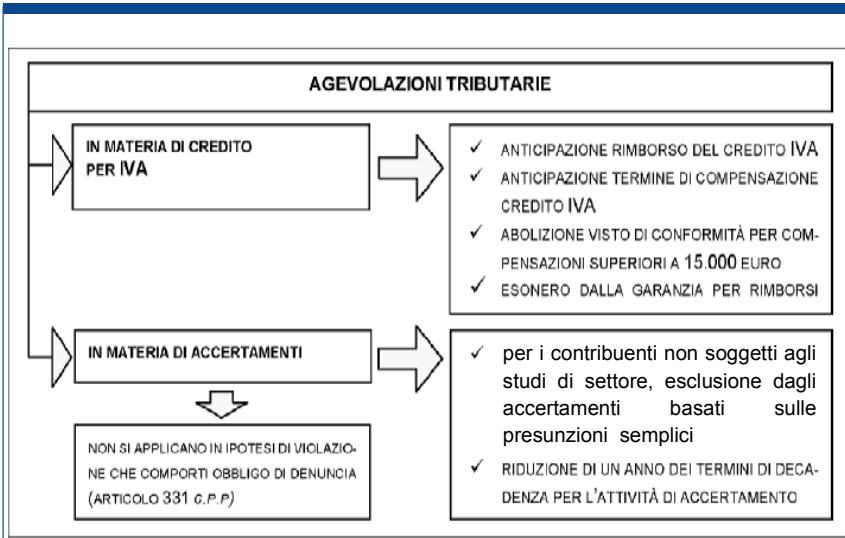 AGEVOLAZIONI TRIBUTARIE
IN MATERIA DI CREDITO
PER IVA
✓ ANTICIPAZIONE RIMBORSO DEL CREDITO IVA
✓ ANTICIPAZIONE TERMINE DI COMPENSAZIONE
CREDITO IVA
✓ ABOLIZIONE VISTO DI CONFORMITÀ PER COM-
PENSAZIONI SUPERIORI A 15.000 EURO
✓ ESONERO DALLA GARANZIA PER RIMBORSI
IN MATERIA DI ACCERTAMENTI
✓ per i contribuenti non soggetti agli
studi di settore, esclusione dagli
accertamenti basati sulle
presunzioni semplici
✓ RIDUZIONE DI UN ANNO DEI TERMINI DI DECA-
DENZA PER L'ATTIVITÀ DI ACCERTAMENTO
NON SI APPLICANO IN IPOTESI DI VIOLAZIO-
NE CHE COMPORTI OBBLIGO DI DENUNCIA
(ARTICOLO 331 C.P.P)